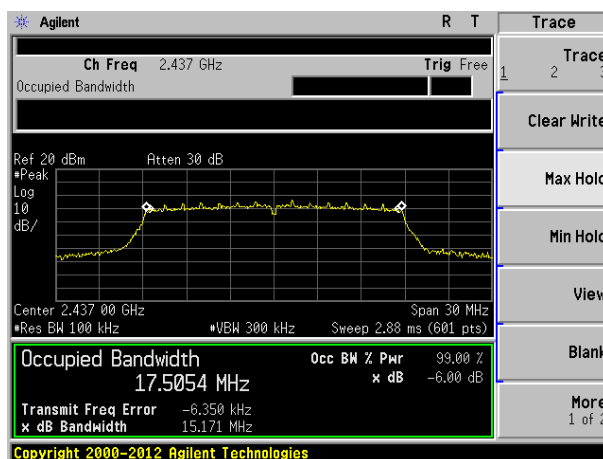 Agilent R T Trace
Ch Freq 2.437 GHz Trig Free
Occupied Bandwidth
Trace
1 2 3
Clear Write
Max Hold
Min Hold
View
Blank
More
1 of 2
Ref 20 dBm Atten 30 dB
#Peak
Log
10
dB/
Center 2.437 00 GHz Span 30 MHz
#Res BW 100 kHz #VBW 300 kHz Sweep 2.88 ms (601 pts)
Occupied Bandwidth Occ BW % Pwr 99.00 %
17.5054 MHz x dB -6.00 dB
Transmit Freq Error -6.350 kHz
x dB Bandwidth 15.171 MHz
Copyright 2000-2012 Agilent Technologies